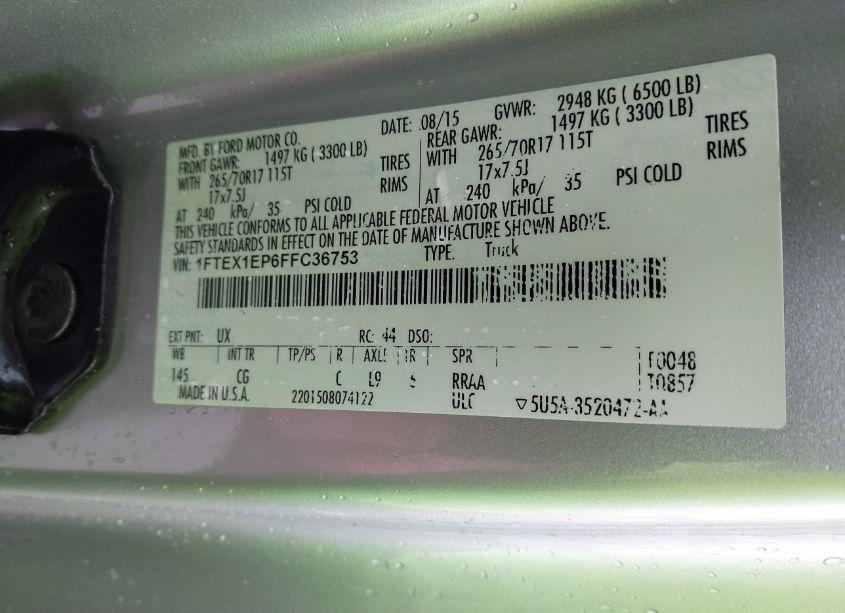 MFD. BY FORD MOTOR CO. DATE: 08/15 GVWR: 2948 KG ( 6500 LB)
FRONT GAWR: 1497 KG ( 3300 LB) REAR GAWR: 1497 KG ( 3300 LB)
WITH 265/70R17 115T TIRES WITH 265/70R17 115T TIRES
17x7.5J RIMS 17x7.5J RIMS
AT 240 kPa/ 35 PSI COLD AT 240 kPa/ 35 PSI COLD
THIS VEHICLE CONFORMS TO ALL APPLICABLE FEDERAL MOTOR VEHICLE
SAFETY STANDARDS IN EFFECT ON THE DATE OF MANUFACTURE SHOWN ABOVE.
VIN: 1FTEX1EP6FFC36753 TYPE: Truck
EXT PNT: UX RC: 44 DSO:
WB INT TR TP/PS R AXLE TR SPR F0048
145 CG C L9 RRAA T0857
MADE IN U.S.A. 2201508074122 ULC ▽5U5A-3520472-AA